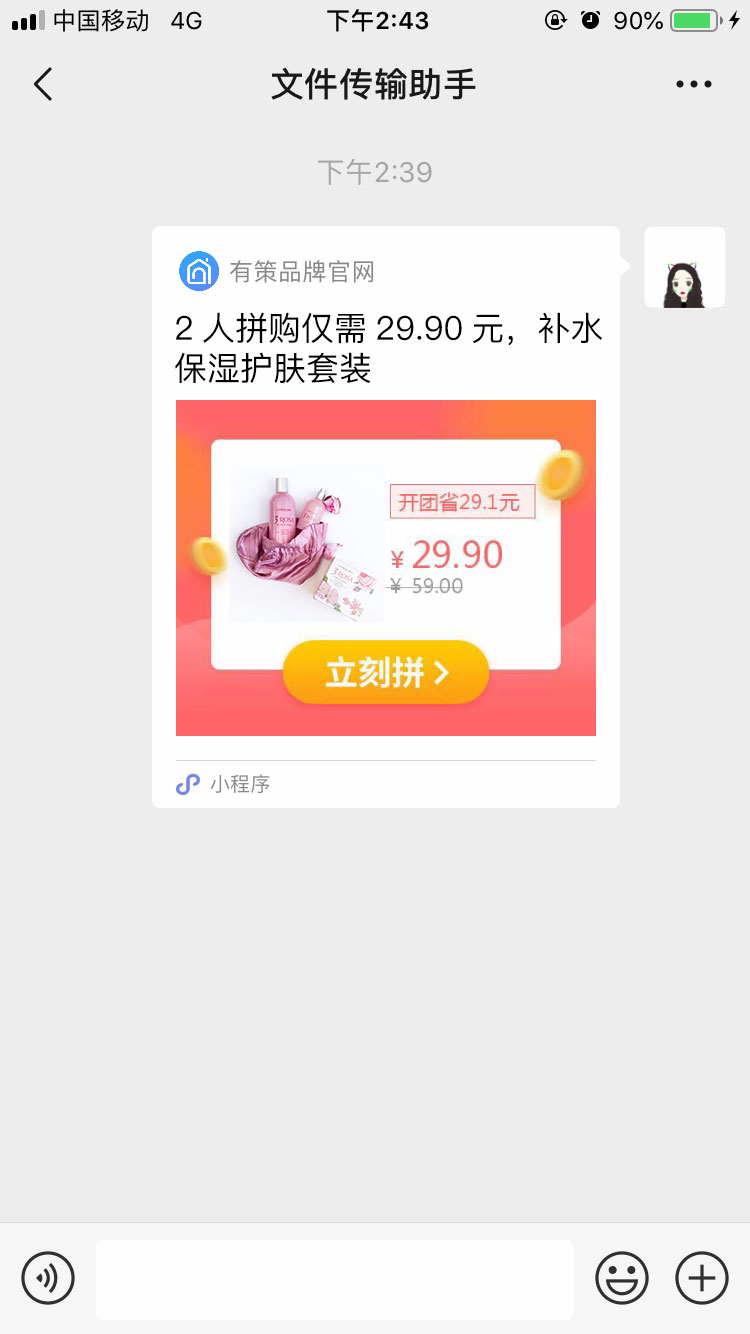 中国移动 4G 下午2:43 90%
文件传输助手
下午2:39
有策品牌官网
2 人拼购仅需 29.90 元，补水
保湿护肤套装
开团省29.1元
¥ 29.90
¥ 59.00
立刻拼
小程序